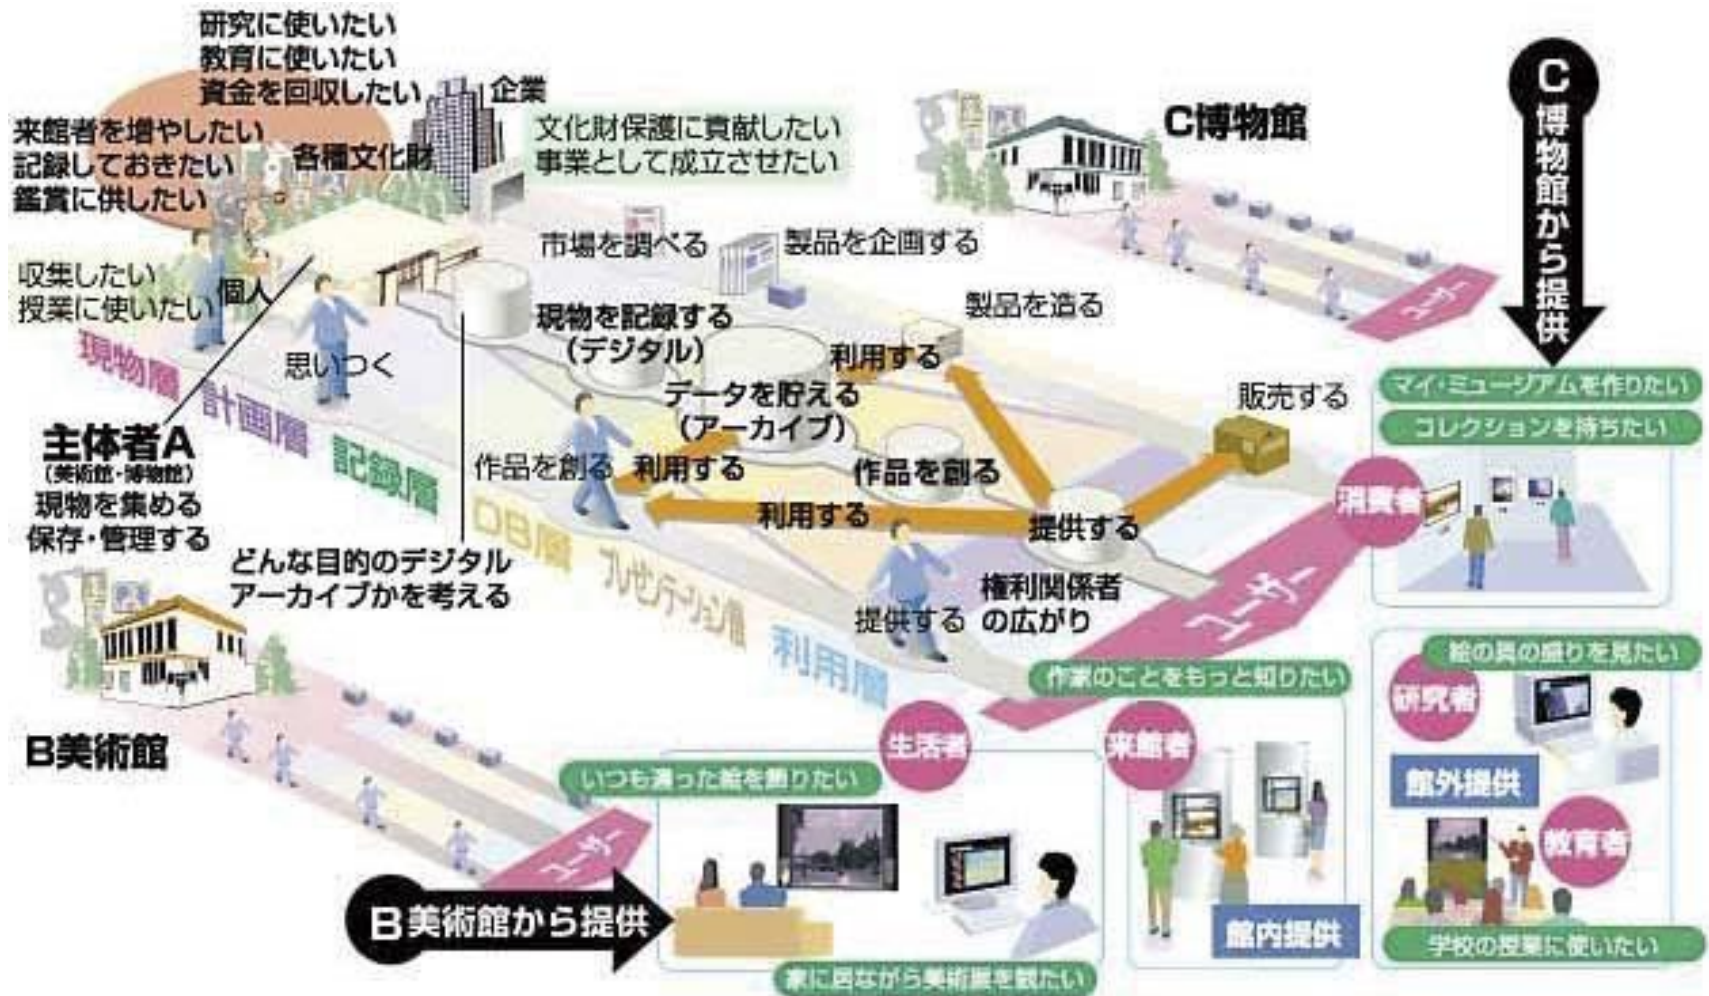 研究に使いたい
教育に使いたい
資金を回収したい
企業
来館者を増やしたい
記録しておきたい
鑑賞に供したい
各種文化財
文化財保護に貢献したい
事業として成立させたい
C博物館
C博物館から提供
収集したい
授業に使いたい
個人
市場を調べる
製品を企画する
製品を造る
思いつく
現物を記録する
(デジタル)
利用する
データを貯える
(アーカイブ)
販売する
ユーザー
マイ・ミュージアムを作りたい
コレクションを持ちたい
現物層
計画層
記録層
DB層
プレゼンテーション層
利用層
主体者A
(美術館・博物館)
現物を集める
保存・管理する
作品を創る
利用する
作品を創る
利用する
提供する
消費者
どんな目的のデジタル
アーカイブかを考える
提供する
権利関係者
の広がり
ユーザー
B美術館
作家のことをもっと知りたい
絵の具の盛りを見たい
研究者
生活者
来館者
いつも違った絵を飾りたい
館外提供
教育者
ユーザー
B美術館から提供
館内提供
学校の授業に使いたい
家に居ながら美術展を観たい